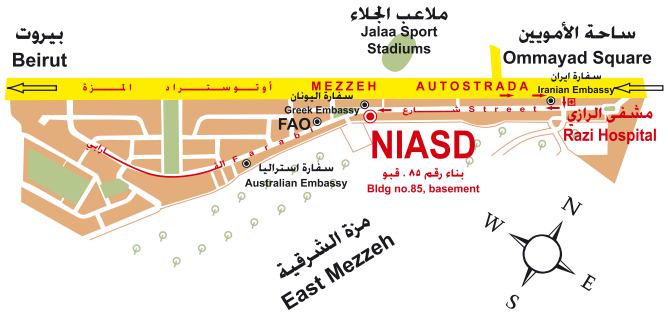 بيروت
Beirut
ملاعب الجلاء
Jalaa Sport
Stadiums
ساحة الأمويين
Ommayad Square
سفارة ايران
Iranian Embassy
أوتوستراد المزة
MEZZEH AUTOSTRADA
سفارة اليونان
Greek Embassy
FAO
شارع Street
مشفى الرازي
Razi Hospital
الفارابي
Farabi
NIASD
بناء رقم ٨٥ . قبو
Bldg no.85, basement
سفارة استراليا
Australian Embassy
مزة الشرقية
East Mezzeh
N
W
E
S